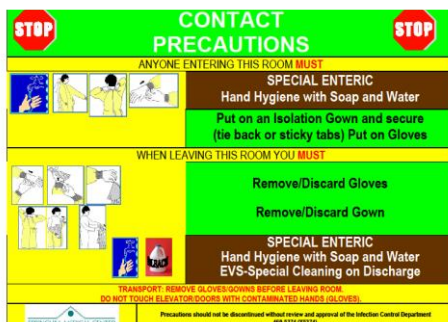 STOP
CONTACT
PRECAUTIONS
STOP
ANYONE ENTERING THIS ROOM MUST
SPECIAL ENTERIC
Hand Hygiene with Soap and Water
Put on an Isolation Gown and secure
(tie back or sticky tabs) Put on Gloves
WHEN LEAVING THIS ROOM YOU MUST
Remove/Discard Gloves
Remove/Discard Gown
SPECIAL ENTERIC
Hand Hygiene with Soap and Water
EVS-Special Cleaning on Discharge
TRANSPORT: REMOVE GLOVES/GOWNS BEFORE LEAVING ROOM.
DO NOT TOUCH ELEVATOR/DOORS WITH CONTAMINATED HANDS (GLOVES).
Precautions should not be discontinued without review and approval of the Infection Control Department